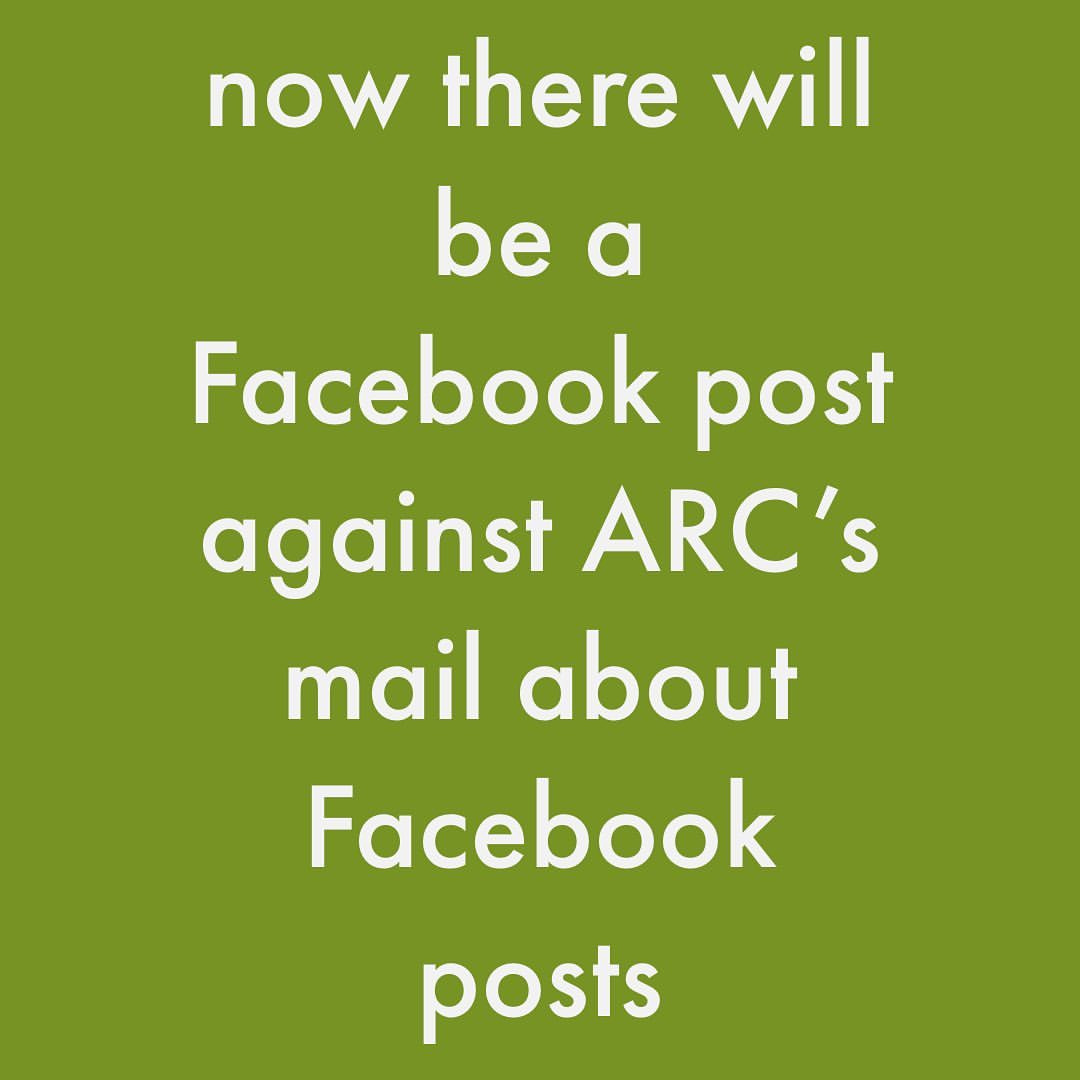 now there will
be a
Facebook post
against ARC’s
mail about
Facebook
posts